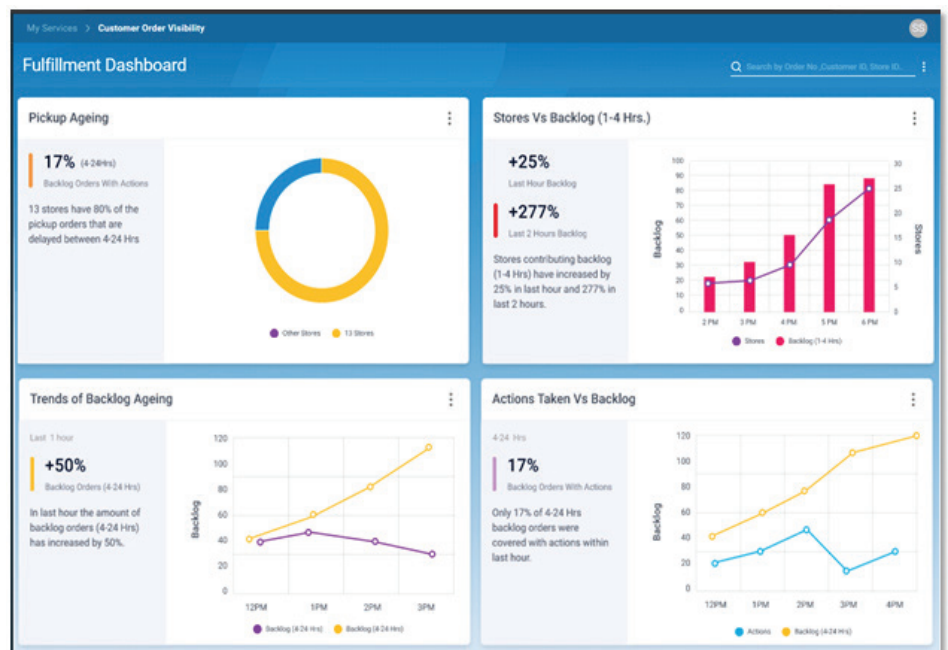 My Services > Customer Order Visibility
SS
Fulfillment Dashboard
Search by Order No ,Customer ID, Store ID..
Pickup Ageing
17% (4-24Hrs)
Backlog Orders With Actions
13 stores have 80% of the
pickup orders that are
delayed between 4-24 Hrs
Other Stores
13 Stores
Stores Vs Backlog (1-4 Hrs.)
+25%
Last Hour Backlog
+277%
Last 2 Hours Backlog
Stores contributing backlog
(1-4 Hrs) have increased by
25% in last hour and 277% in
last 2 hours.
Backlog
100
90
80
70
60
50
40
30
20
10
0
30
25
20
15
10
5
0
Stores
2 PM 3 PM 4 PM 5 PM 6 PM
Stores
Backlog (1-4 Hrs)
Trends of Backlog Ageing
Last 1 hour
+50%
Backlog Orders (4-24 Hrs)
In last hour the amount of
backlog orders (4-24 Hrs)
has increased by 50%.
Backlog
120
100
80
60
40
20
0
12PM 1PM 2PM 3PM
Backlog (4-24 Hrs)
Backlog (4-24 Hrs)
Actions Taken Vs Backlog
4-24 Hrs
17%
Backlog Orders With Actions
Only 17% of 4-24 Hrs
backlog orders were
covered with actions within
last hour.
Backlog
120
100
80
60
40
20
0
12PM 1PM 2PM 3PM 4PM
Actions
Backlog (4-24 Hrs)